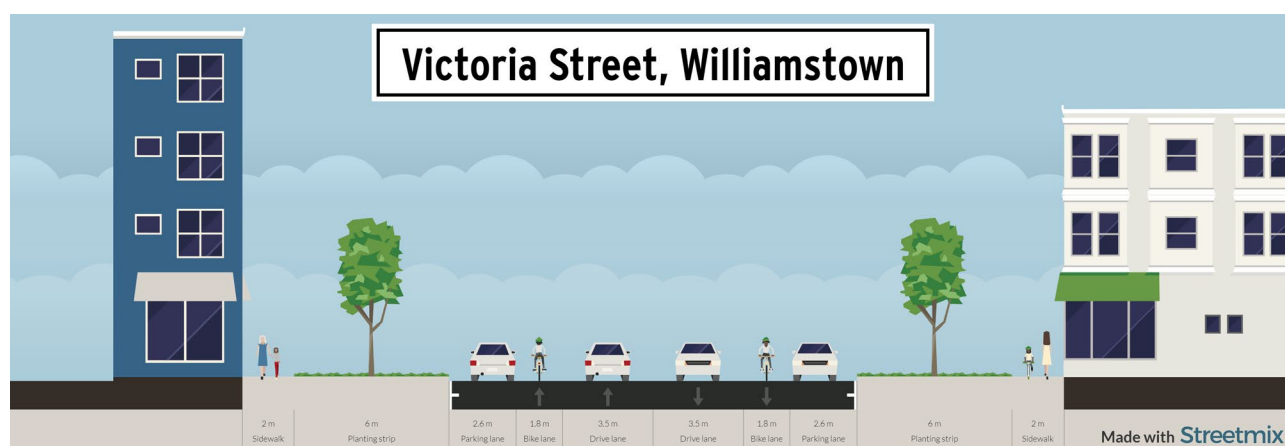 Victoria Street, Williamstown
2 m
Sidewalk
6 m
Planting strip
2.6 m
Parking lane
1.8 m
Bike lane
3.5 m
Drive lane
3.5 m
Drive lane
1.8 m
Bike lane
2.6 m
Parking lane
6 m
Planting strip
2 m
Sidewalk
Made with Streetmix